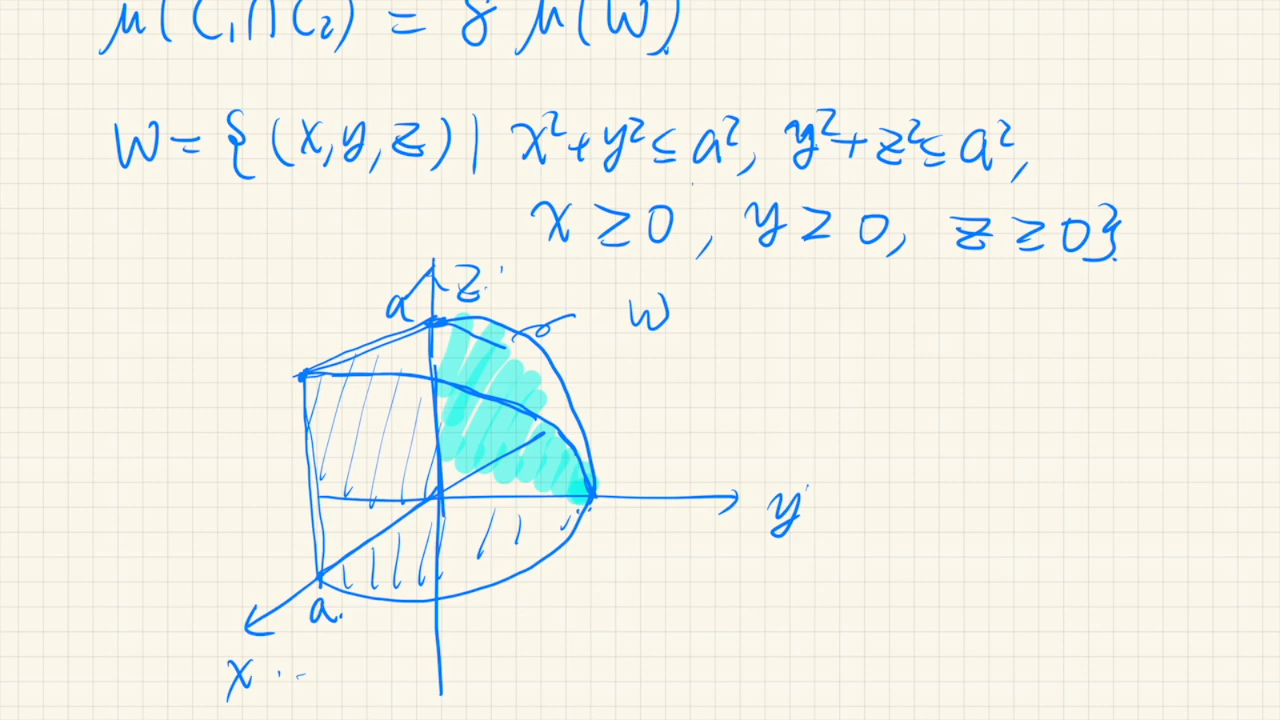 μ(C₁∩C₂) = 8 μ(W).
W = { (x,y,z) | x²+y² ≤ a², y²+z² ≤ a²,
x ≥ 0, y ≥ 0, z ≥ 0}.
z
a
W
y
a.
x